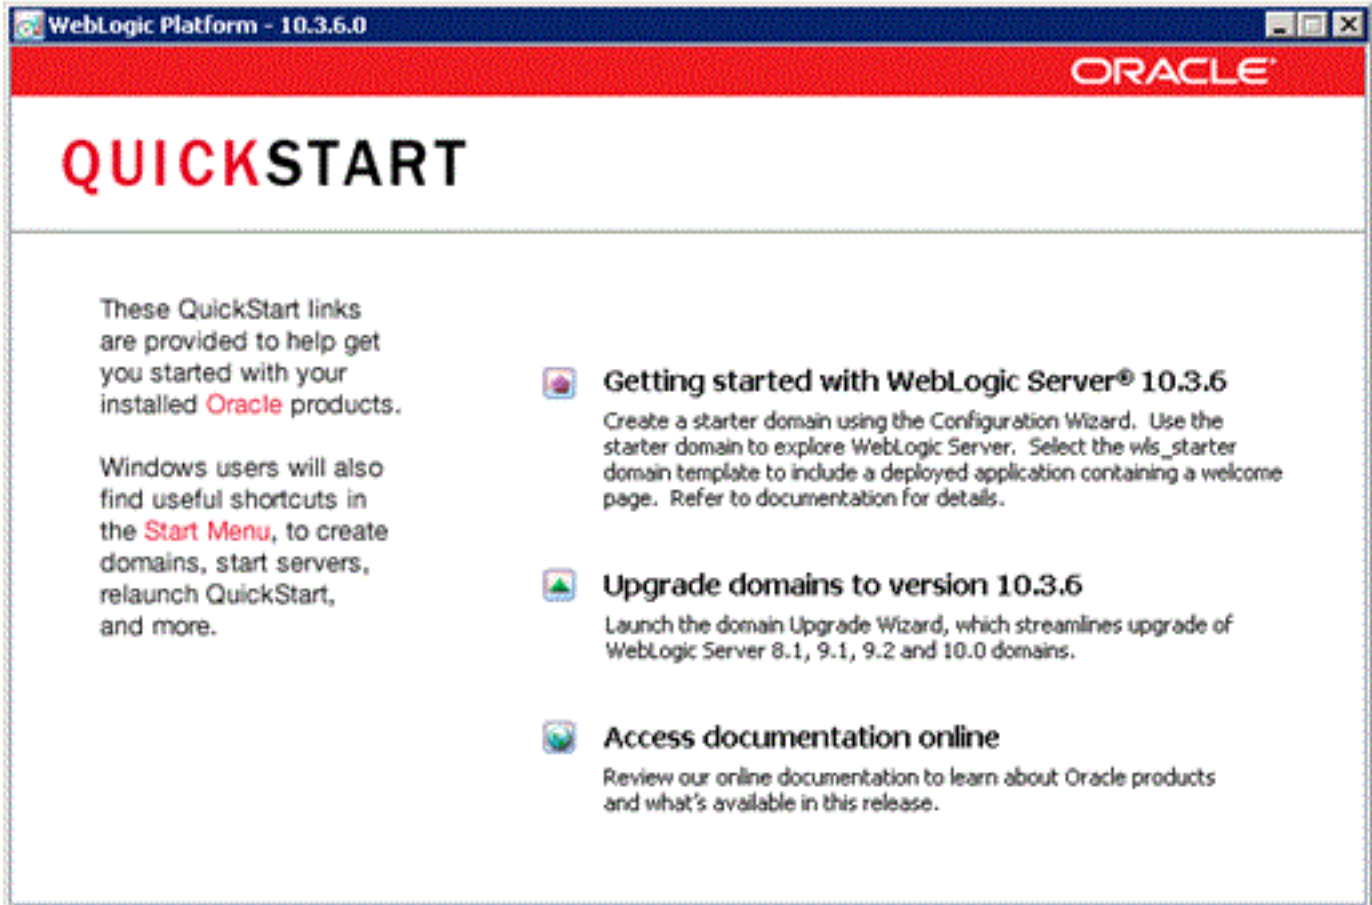 WebLogic Platform - 10.3.6.0
ORACLE
QUICKSTART
These QuickStart links
are provided to help get
you started with your
installed Oracle products.
Windows users will also
find useful shortcuts in
the Start Menu, to create
domains, start servers,
relaunch QuickStart,
and more.
Getting started with WebLogic Server® 10.3.6
Create a starter domain using the Configuration Wizard.  Use the
starter domain to explore WebLogic Server.  Select the wls_starter
domain template to include a deployed application containing a welcome
page.  Refer to documentation for details.
Upgrade domains to version 10.3.6
Launch the domain Upgrade Wizard, which streamlines upgrade of
WebLogic Server 8.1, 9.1, 9.2 and 10.0 domains.
Access documentation online
Review our online documentation to learn about Oracle products
and what's available in this release.